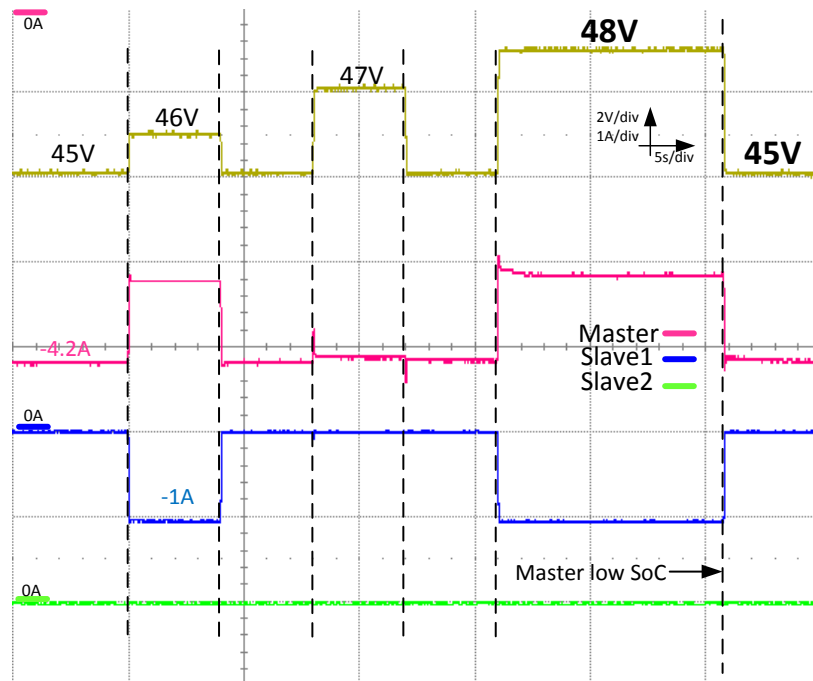 0A
48V
47V
46V
45V
2V/div
1A/div
5s/div
45V
-4.2A
Master
Slave1
Slave2
0A
-1A
Master low SoC
0A